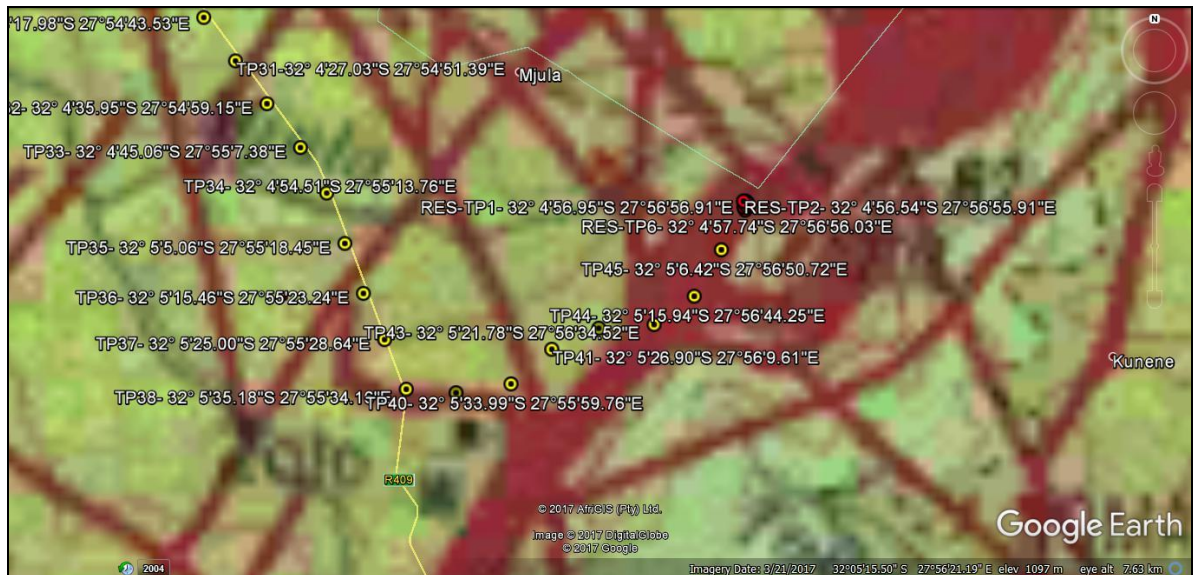 '17.98"S 27°54'43.53"E
TP31-32° 4'27.03"S 27°54'51.39"E
Mjula
2- 32° 4'35.95"S 27°54'59.15"E
TP33- 32° 4'45.06"S 27°55'7.38"E
TP34- 32° 4'54.51"S 27°55'13.76"E
RES-TP1- 32° 4'56.95"S 27°56'56.91"E
RES-TP2- 32° 4'56.54"S 27°56'55.91"E
RES-TP6- 32° 4'57.74"S 27°56'56.03"E
TP35- 32° 5'5.06"S 27°55'18.45"E
TP45- 32° 5'6.42"S 27°56'50.72"E
TP36- 32° 5'15.46"S 27°55'23.24"E
TP44- 32° 5'15.94"S 27°56'44.25"E
TP43- 32° 5'21.78"S 27°56'34.52"E
TP37- 32° 5'25.00"S 27°55'28.64"E
TP41- 32° 5'26.90"S 27°56'9.61"E
Kunene
TP38- 32° 5'35.18"S
TP40- 32° 5'33.99"S 27°55'59.76"E
R409
N
© 2017 AfriGIS (Pty) Ltd.
Image © 2017 DigitalGlobe
© 2017 Google
Google Earth
2004
Imagery Date: 3/21/2017 32°05'15.50" S 27°56'21.19" E elev 1097 m eye alt 7.63 km